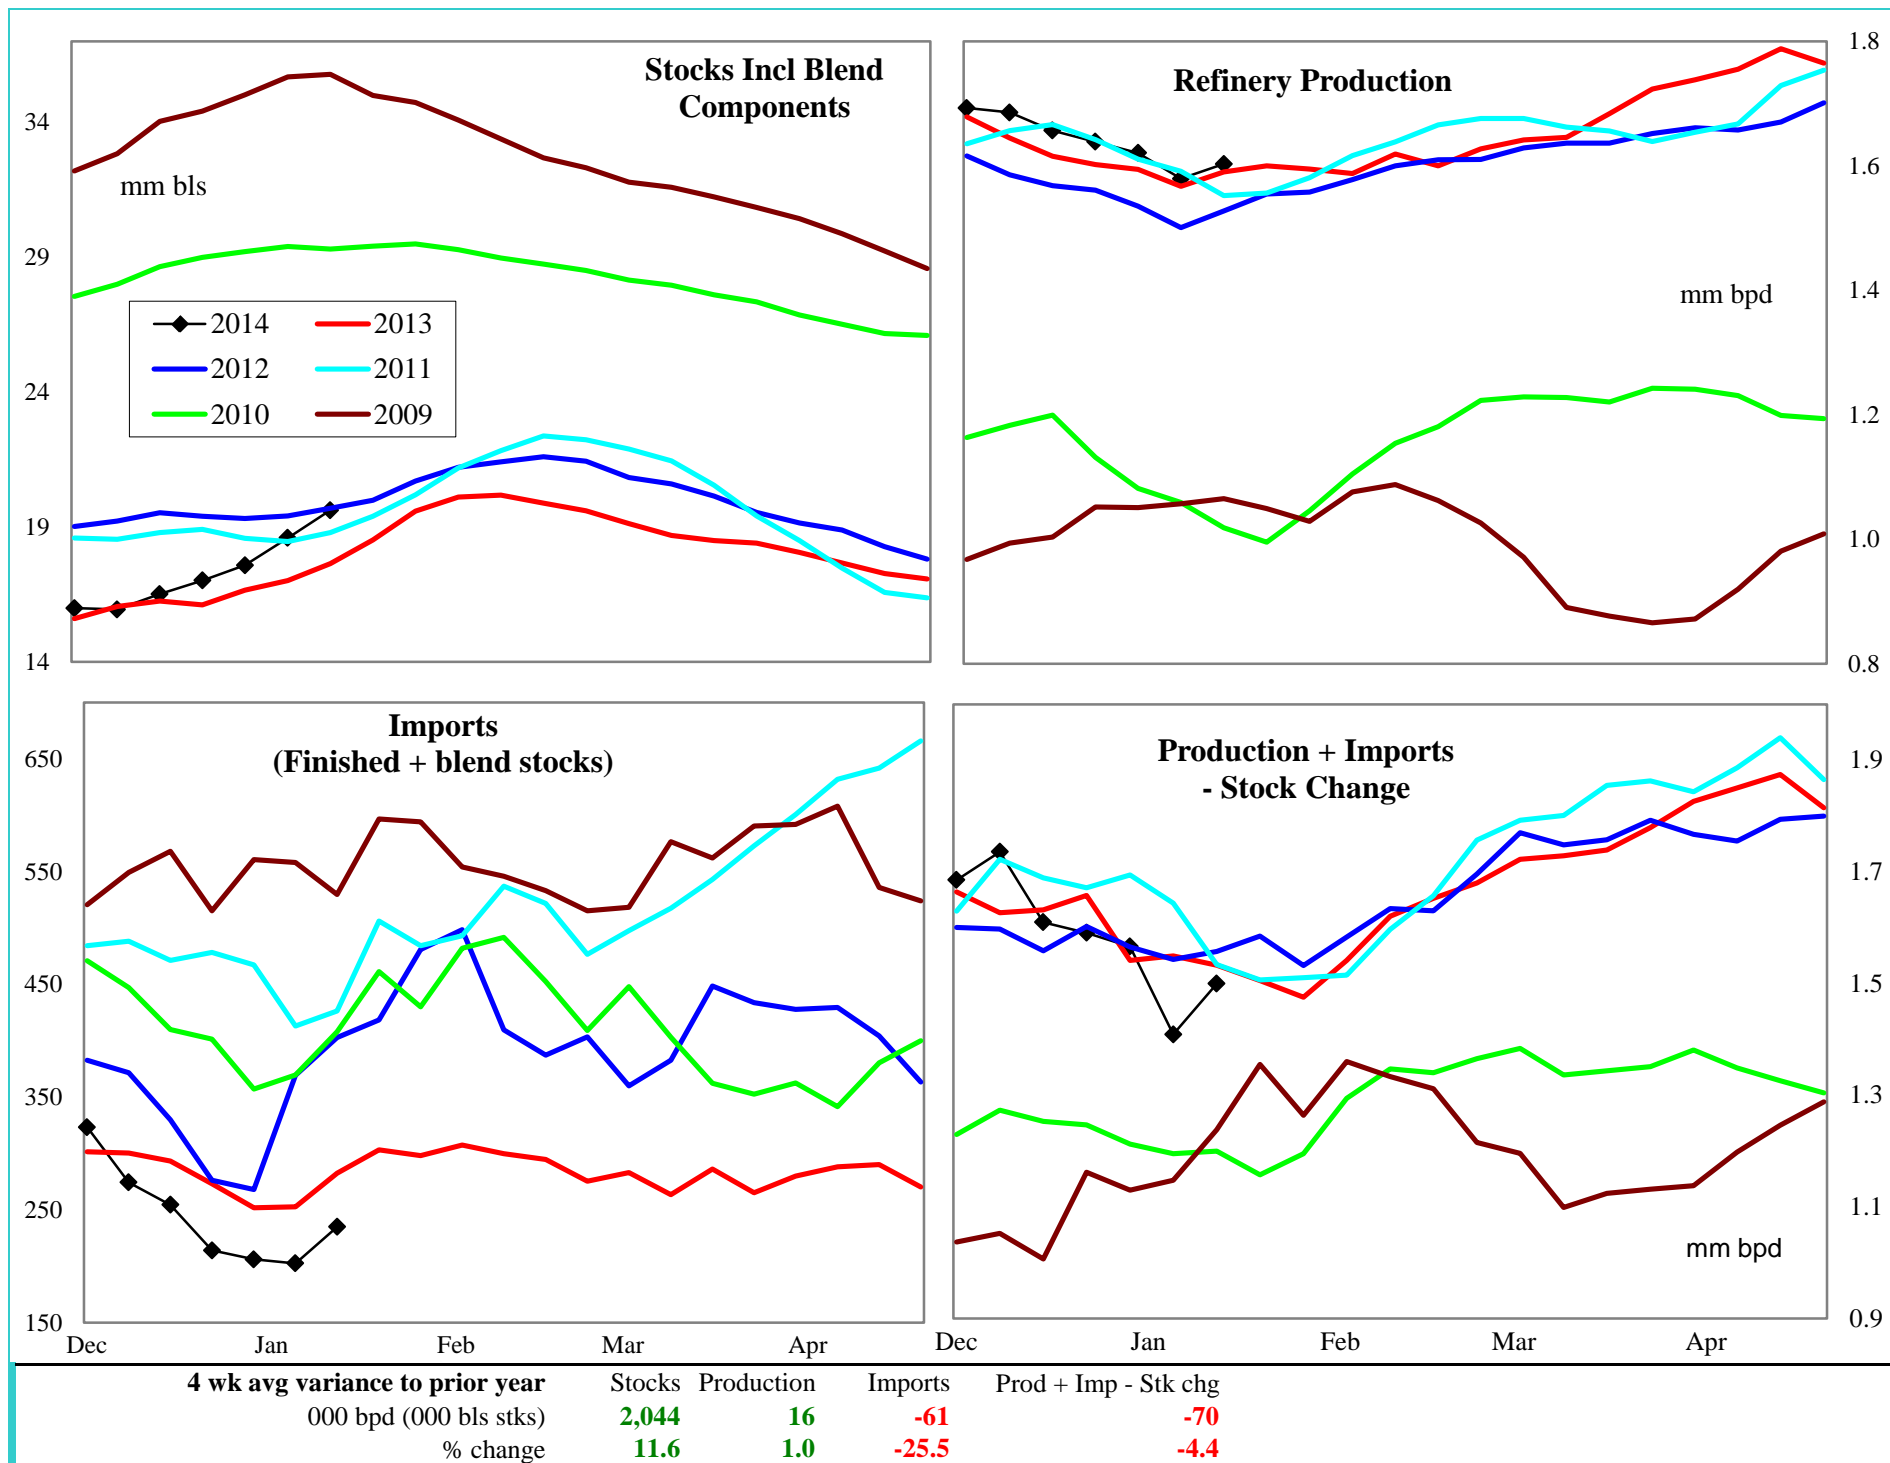 Stocks Incl Blend
Components
mm bls
34
29
24
19
14
2014 2013
2012 2011
2010 2009
Refinery Production
mm bpd
1.8
1.6
1.4
1.2
1.0
0.8
Imports
(Finished + blend stocks)
650
550
450
350
250
150
Dec Jan Feb Mar Apr
Production + Imports
- Stock Change
mm bpd
1.9
1.7
1.5
1.3
1.1
0.9
Dec Jan Feb Mar Apr
4 wk avg variance to prior year Stocks Production Imports Prod + Imp - Stk chg
000 bpd (000 bls stks) 2,044 16 -61 -70
% change 11.6 1.0 -25.5 -4.4